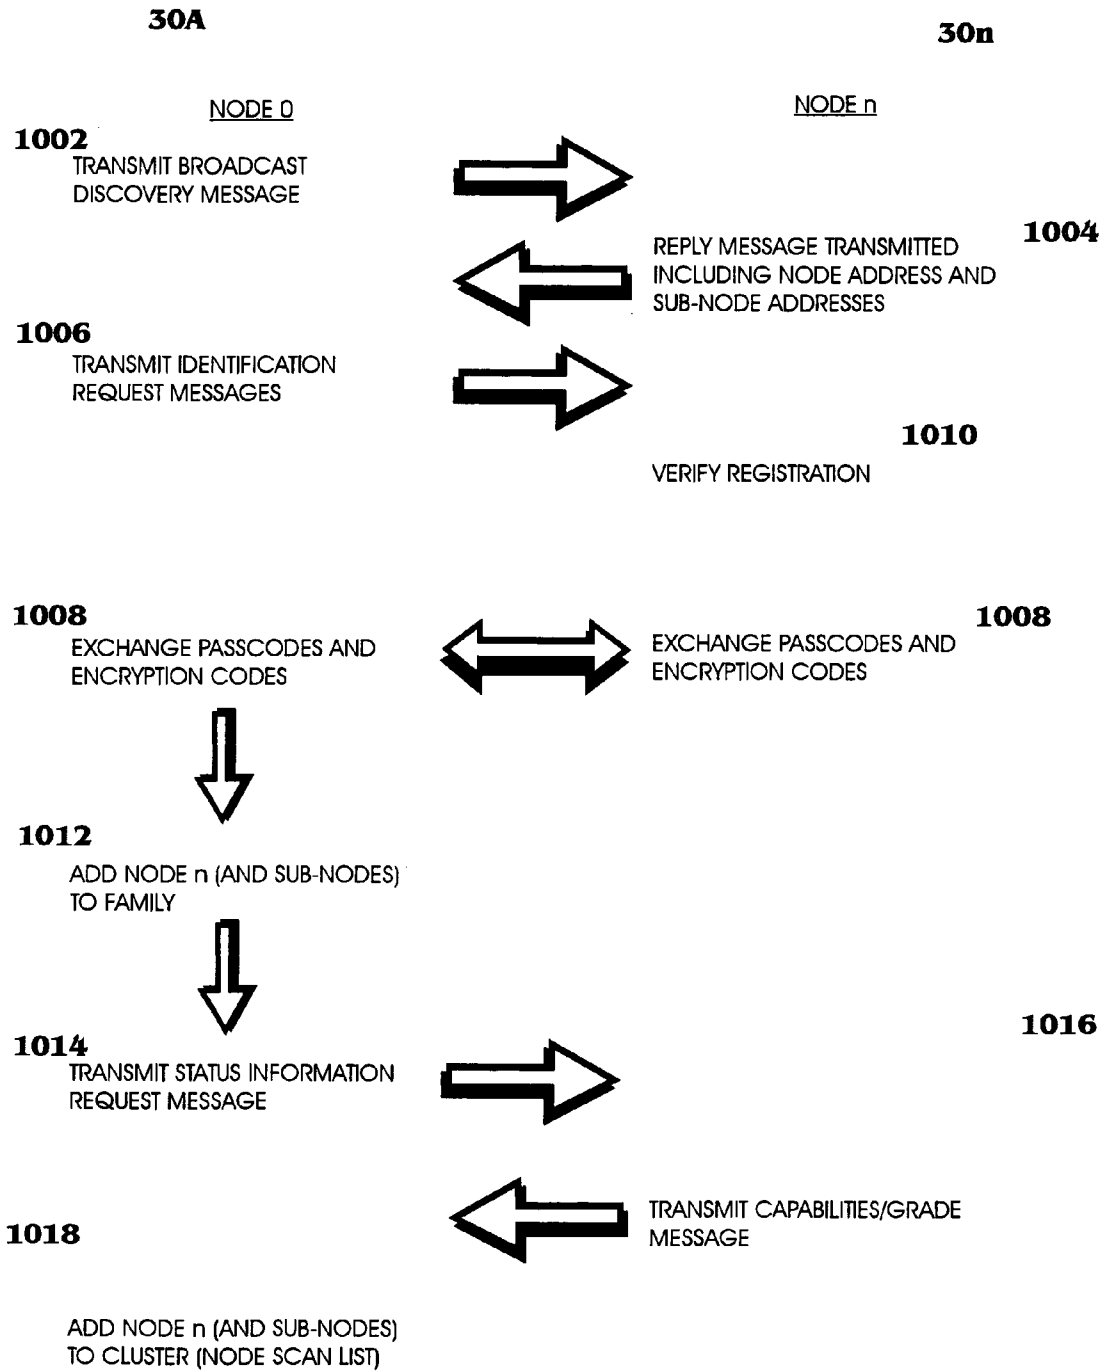 30A
30n
NODE 0
NODE n
1002
TRANSMIT BROADCAST
DISCOVERY MESSAGE
1004
REPLY MESSAGE TRANSMITTED
INCLUDING NODE ADDRESS AND
SUB-NODE ADDRESSES
1006
TRANSMIT IDENTIFICATION
REQUEST MESSAGES
1010
VERIFY REGISTRATION
1008
EXCHANGE PASSCODES AND
ENCRYPTION CODES
1008
EXCHANGE PASSCODES AND
ENCRYPTION CODES
1012
ADD NODE n (AND SUB-NODES)
TO FAMILY
1014
TRANSMIT STATUS INFORMATION
REQUEST MESSAGE
1016
TRANSMIT CAPABILITIES/GRADE
MESSAGE
1018
ADD NODE n (AND SUB-NODES)
TO CLUSTER (NODE SCAN LIST)